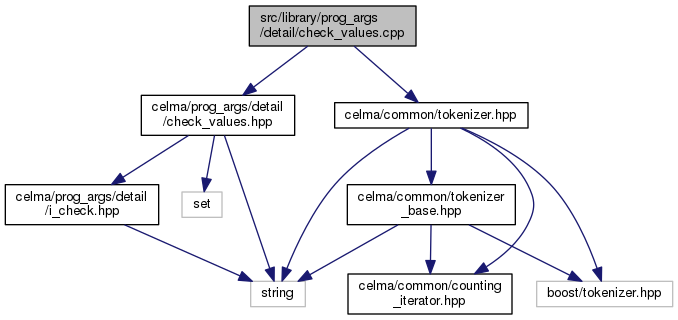 src/library/prog_args
/detail/check_values.cpp
celma/prog_args/detail
/check_values.hpp
celma/common/tokenizer.hpp
celma/prog_args/detail
/i_check.hpp
set
celma/common/tokenizer
_base.hpp
string
celma/common/counting
_iterator.hpp
boost/tokenizer.hpp